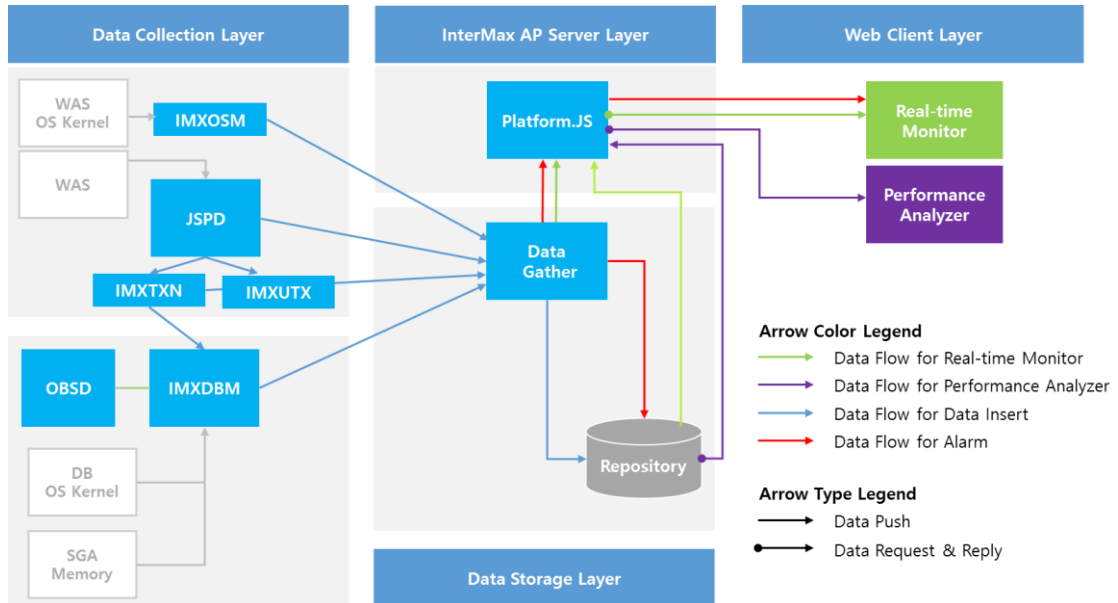 Data Collection Layer
InterMax AP Server Layer
Web Client Layer
WAS
OS Kernel
IMXOSM
WAS
JSPD
IMXTXN
IMXUTX
OBSD
IMXDBM
DB
OS Kernel
SGA
Memory
Platform.JS
Data
Gather
Repository
Data Storage Layer
Real-time
Monitor
Performance
Analyzer
Arrow Color Legend
Data Flow for Real-time Monitor
Data Flow for Performance Analyzer
Data Flow for Data Insert
Data Flow for Alarm
Arrow Type Legend
Data Push
Data Request & Reply